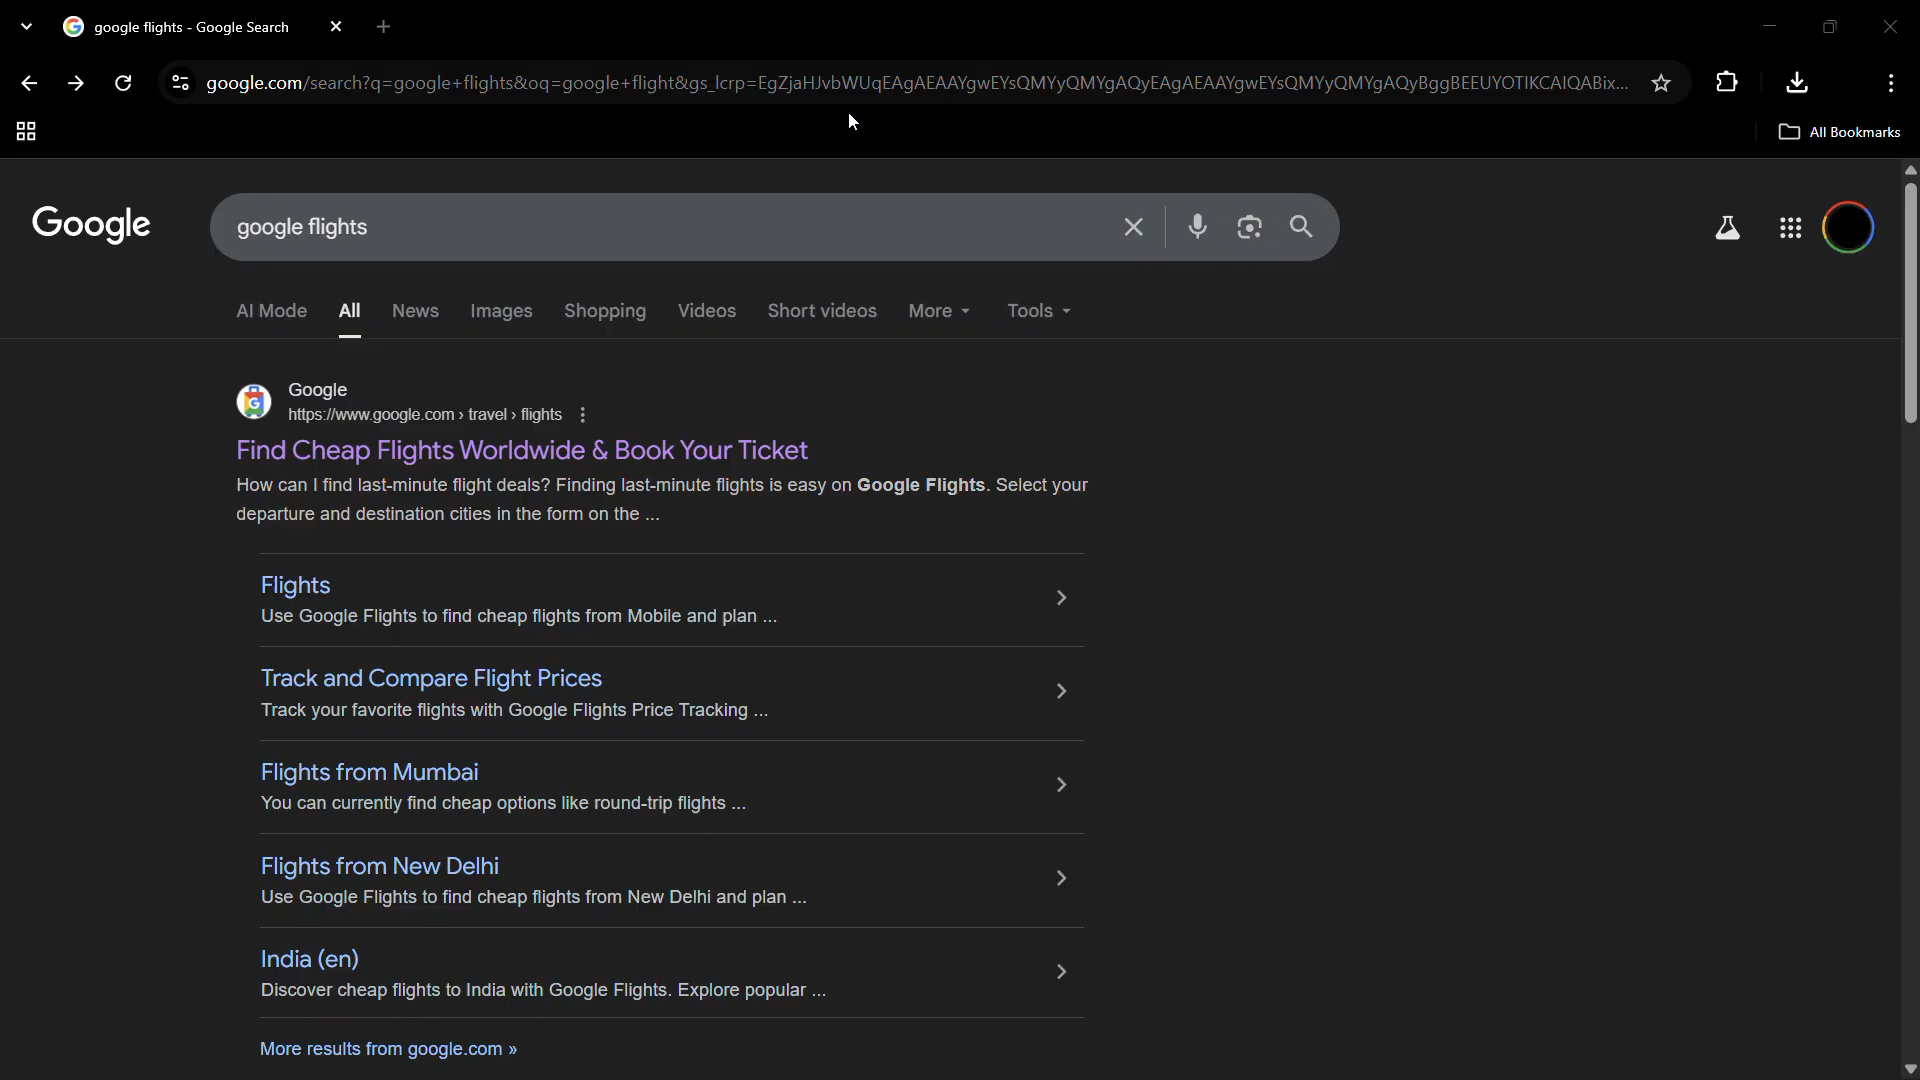 google flights - Google Search
google.com/search?q=google+flights&oq=google+flight&gs_lcrp=EgZjaHJvbWUqEAgAEAAYgwEYsQMYyQMYgAQyEAgAEAAYgwEYsQMYyQMYgAQyBggBEEUYOTIKCAIQABix...
All Bookmarks
Google
google flights
AI Mode
All
News
Images
Shopping
Videos
Short videos
More
Tools
Google
https://www.google.com › travel › flights
Find Cheap Flights Worldwide & Book Your Ticket
How can I find last-minute flight deals? Finding last-minute flights is easy on Google Flights. Select your
departure and destination cities in the form on the ...
Flights
Use Google Flights to find cheap flights from Mobile and plan ...
Track and Compare Flight Prices
Track your favorite flights with Google Flights Price Tracking ...
Flights from Mumbai
You can currently find cheap options like round-trip flights ...
Flights from New Delhi
Use Google Flights to find cheap flights from New Delhi and plan ...
India (en)
Discover cheap flights to India with Google Flights. Explore popular ...
More results from google.com »